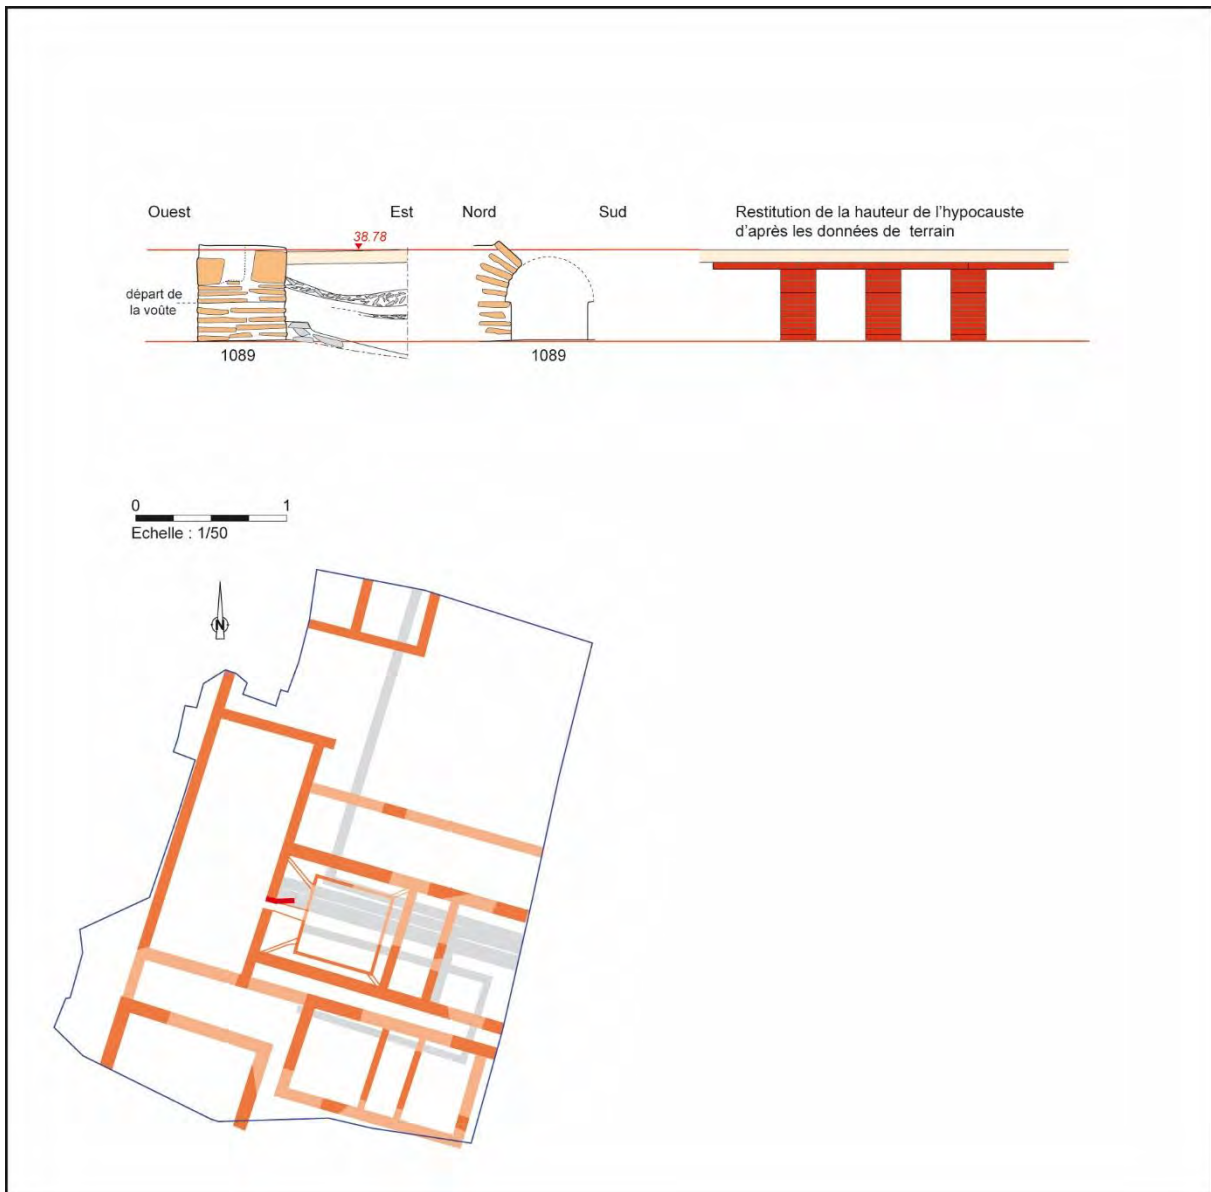 Ouest
Est
Nord
Sud
Restitution de la hauteur de l'hypocauste
d'après les données de terrain
38.78
départ de
la voûte
1089
1089
0 1
Echelle : 1/50
N